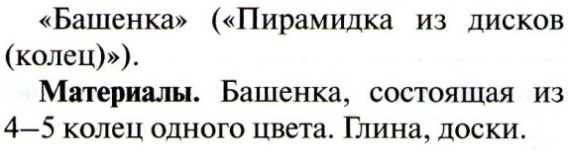 «Башенка» («Пирамидка из дисков
(колец)»).
Материалы. Башенка, состоящая из
4–5 колец одного цвета. Глина, доски.